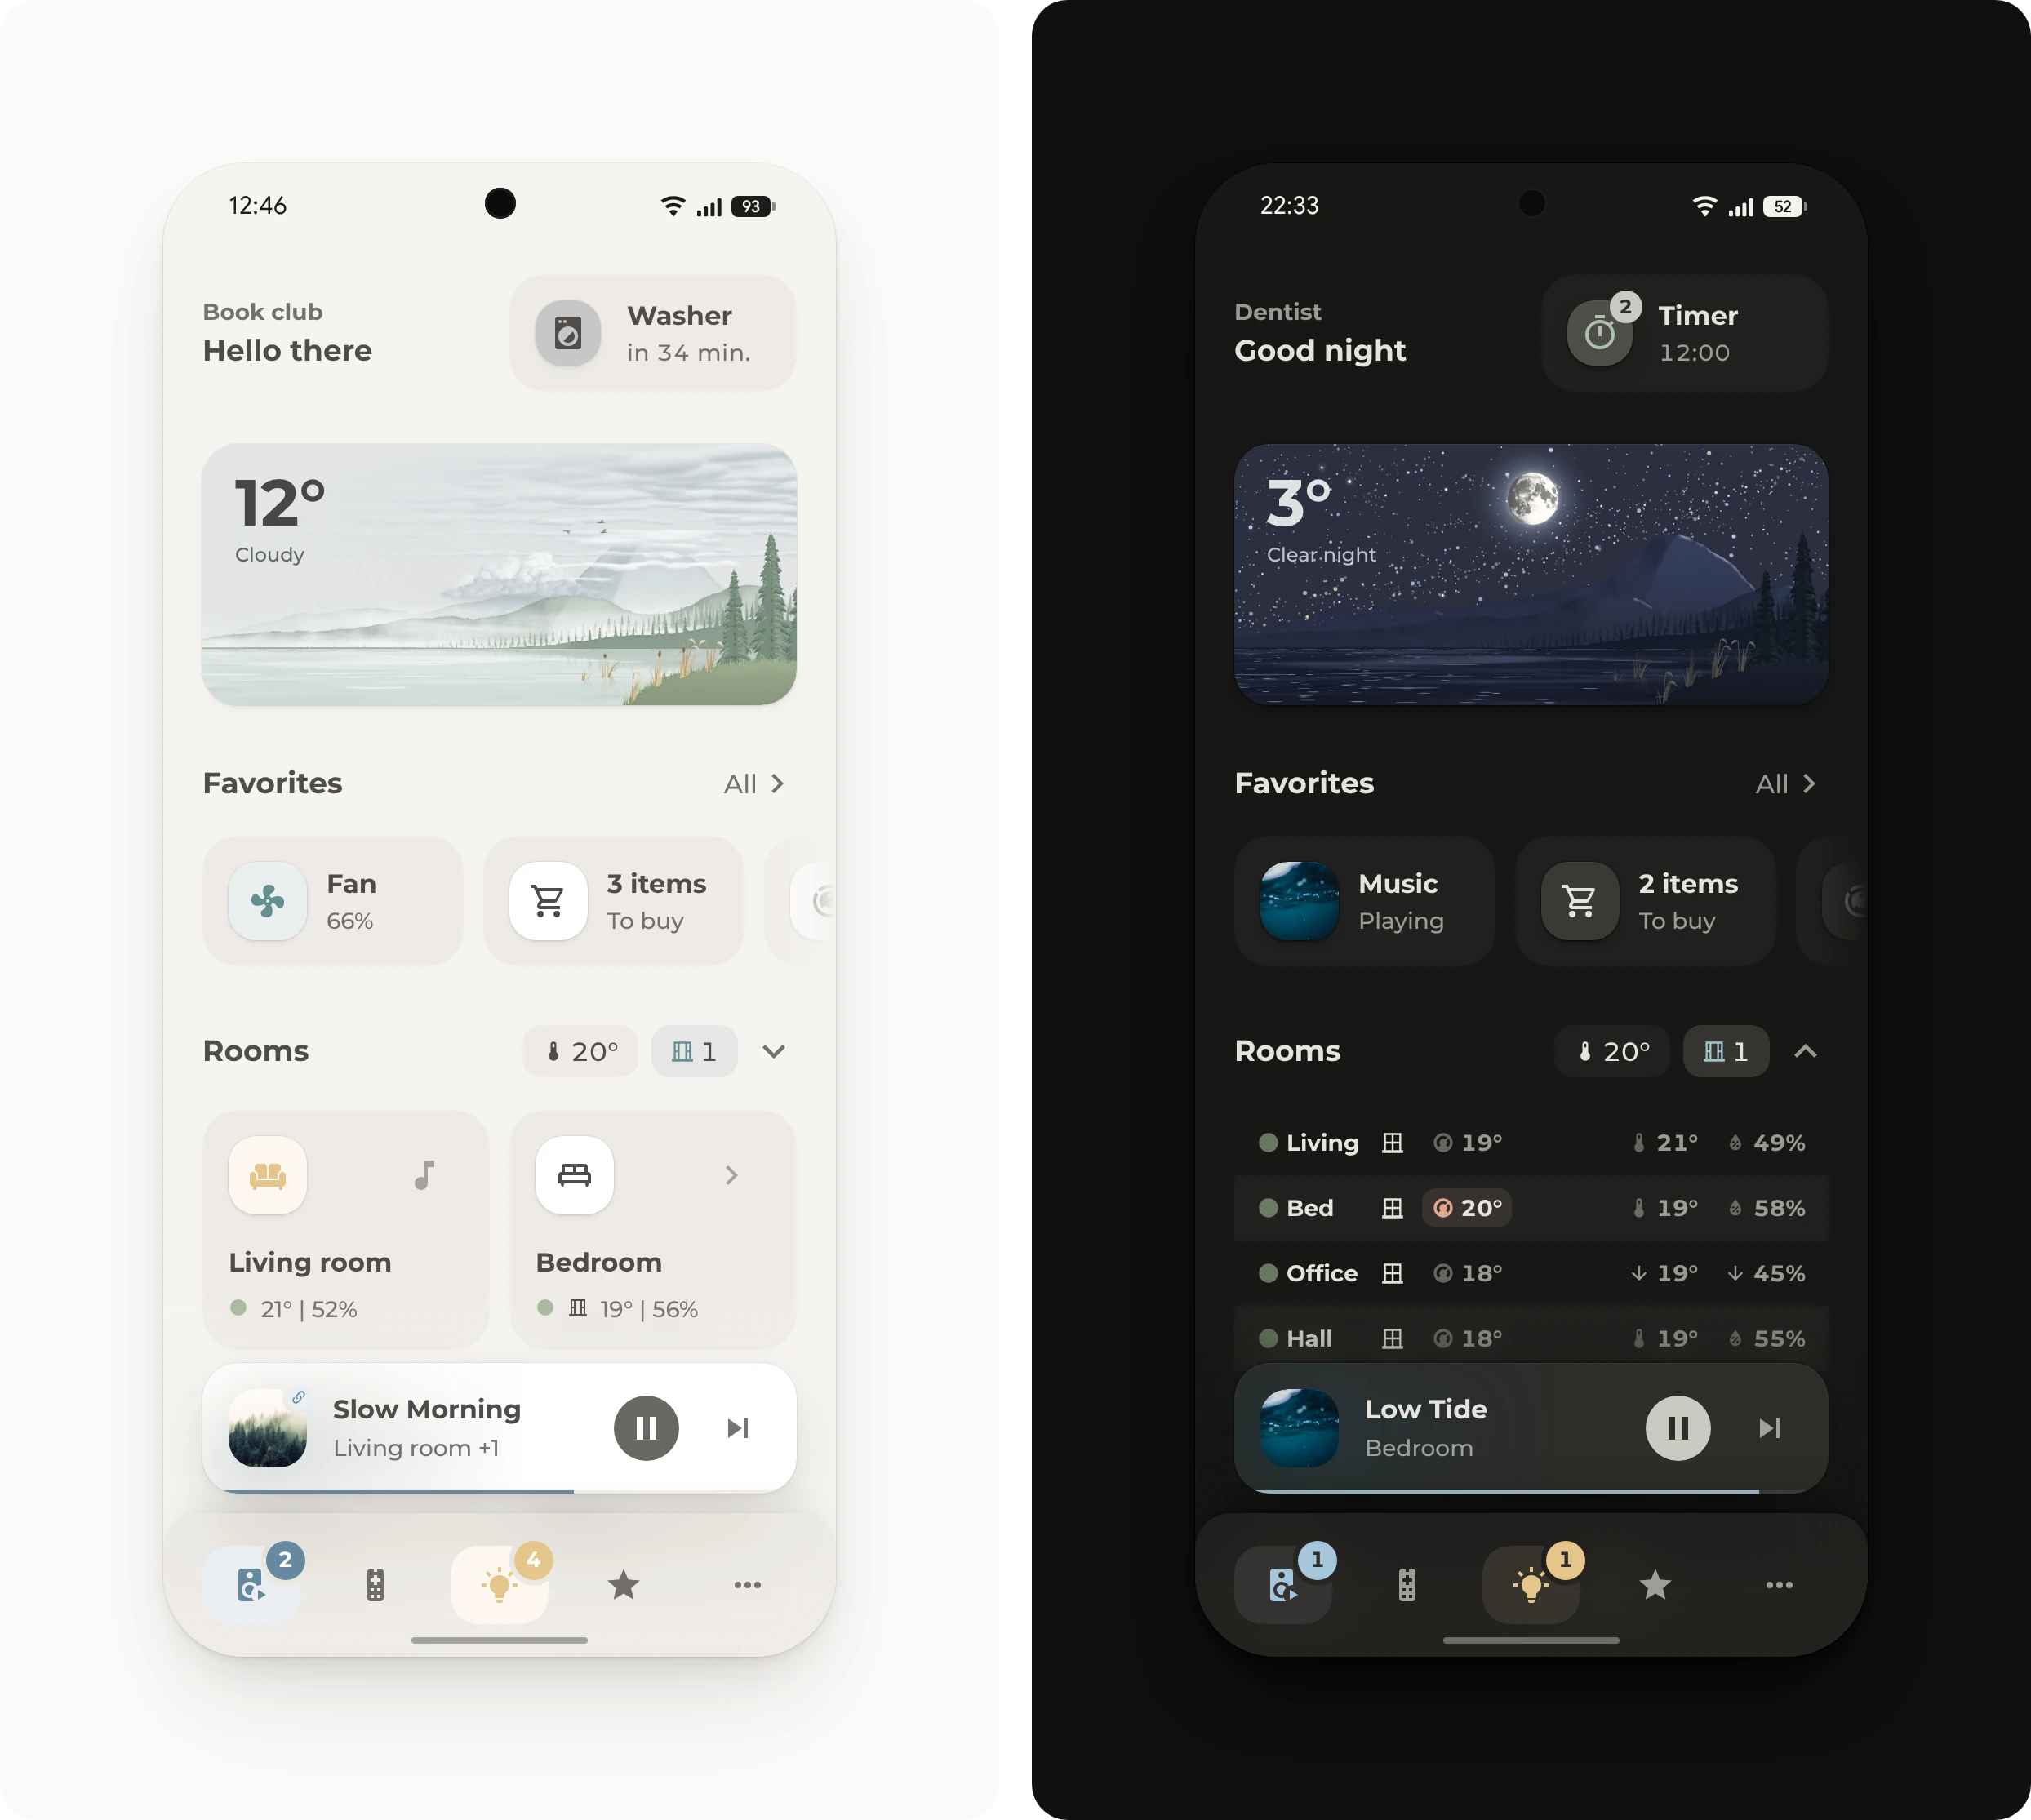 12:46
93
Book club
Hello there
Washer
in 34 min.
12°
Cloudy
Favorites
All
Fan
66%
3 items
To buy
Rooms
20°
1
Living room
21° | 52%
Bedroom
19° | 56%
Slow Morning
Living room +1
2
4
22:33
52
Dentist
Good night
2
Timer
12:00
3°
Clear night
Favorites
All
Music
Playing
2 items
To buy
Rooms
20°
1
Living 19° 21° 49%
Bed 20° 19° 58%
Office 18° 19° 45%
Hall 18° 19° 55%
Low Tide
Bedroom
1
1